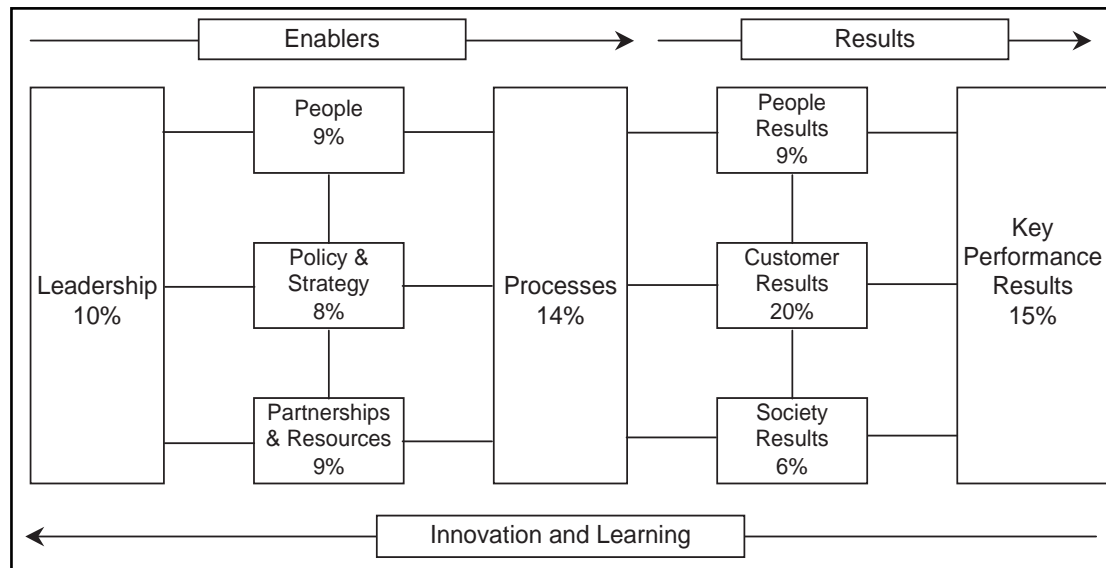 Enablers
Results
Leadership
10%
People
9%
Policy &
Strategy
8%
Partnerships
& Resources
9%
Processes
14%
People
Results
9%
Customer
Results
20%
Society
Results
6%
Key
Performance
Results
15%
Innovation and Learning